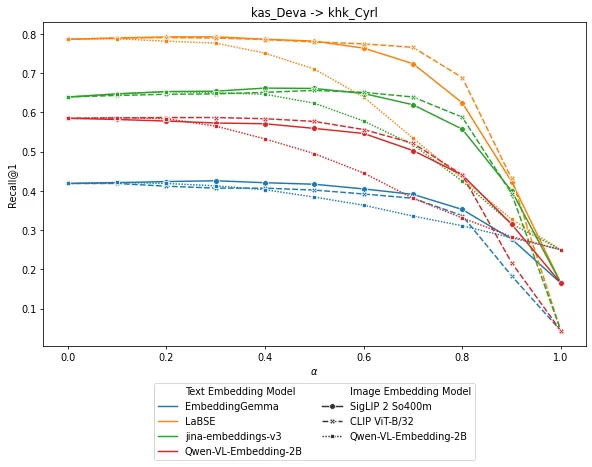 kas_Deva -> khk_Cyrl
Recall@1
0.8
0.7
0.6
0.5
0.4
0.3
0.2
0.1
0.0 0.2 0.4 0.6 0.8 1.0
α
Text Embedding Model Image Embedding Model
EmbeddingGemma SigLIP 2 So400m
LaBSE CLIP ViT-B/32
jina-embeddings-v3 Qwen-VL-Embedding-2B
Qwen-VL-Embedding-2B